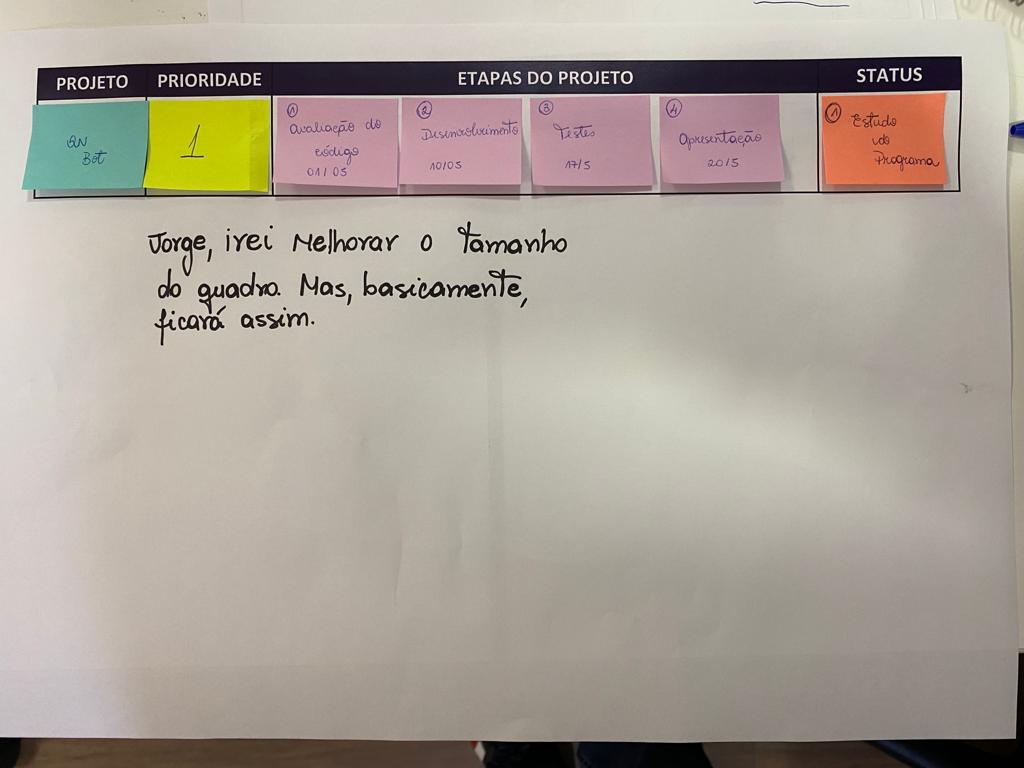 PROJETO PRIORIDADE ETAPAS DO PROJETO STATUS
Bot
1
1
Avaliação do
código
01/05
2
Desenvolvimento
10/05
3
Testes
17/5
4
Apresentação
20/5
1
Estudo
do
Programa
Jorge, irei Melhorar o tamanho
do quadro. Mas, basicamente,
ficará assim.